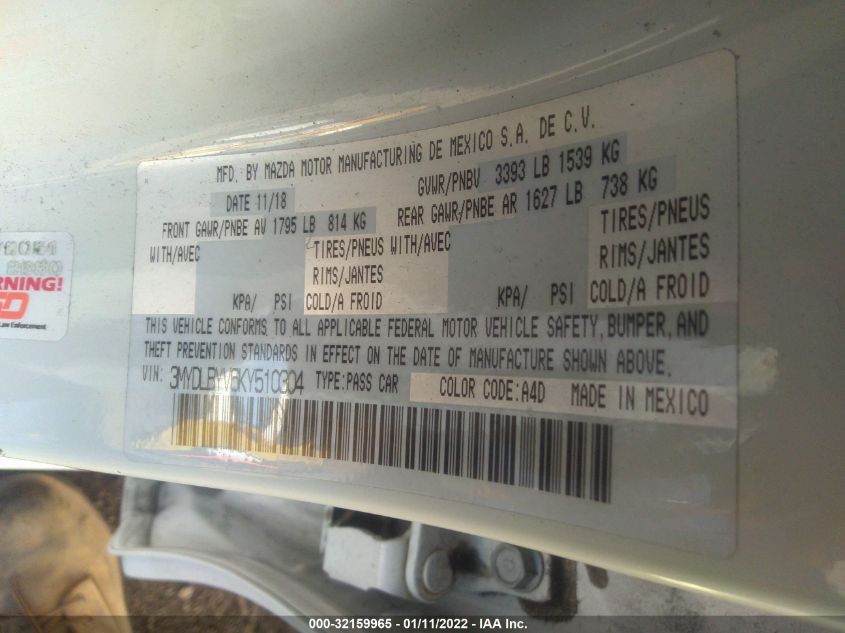 MFD. BY MAZDA MOTOR MANUFACTURING DE MEXICO S.A. DE C.V.
DATE 11/18 GVWR/PNBV 3393 LB 1539 KG
FRONT GAWR/PNBE AV 1795 LB 814 KG REAR GAWR/PNBE AR 1627 LB 738 KG
WITH/AVEC TIRES/PNEUS WITH/AVEC TIRES/PNEUS
RIMS/JANTES RIMS/JANTES
KPA/ PSI COLD/A FROID KPA/ PSI COLD/A FROID
THIS VEHICLE CONFORMS TO ALL APPLICABLE FEDERAL MOTOR VEHICLE SAFETY, BUMPER, AND
THEFT PREVENTION STANDARDS IN EFFECT ON THE DATE OF MANUFACTURE SHOWN ABOVE.
VIN: TYPE:PASS CAR COLOR CODE:A4D MADE IN MEXICO
Law Enforcement
000-32159965 - 01/11/2022 - IAA Inc.